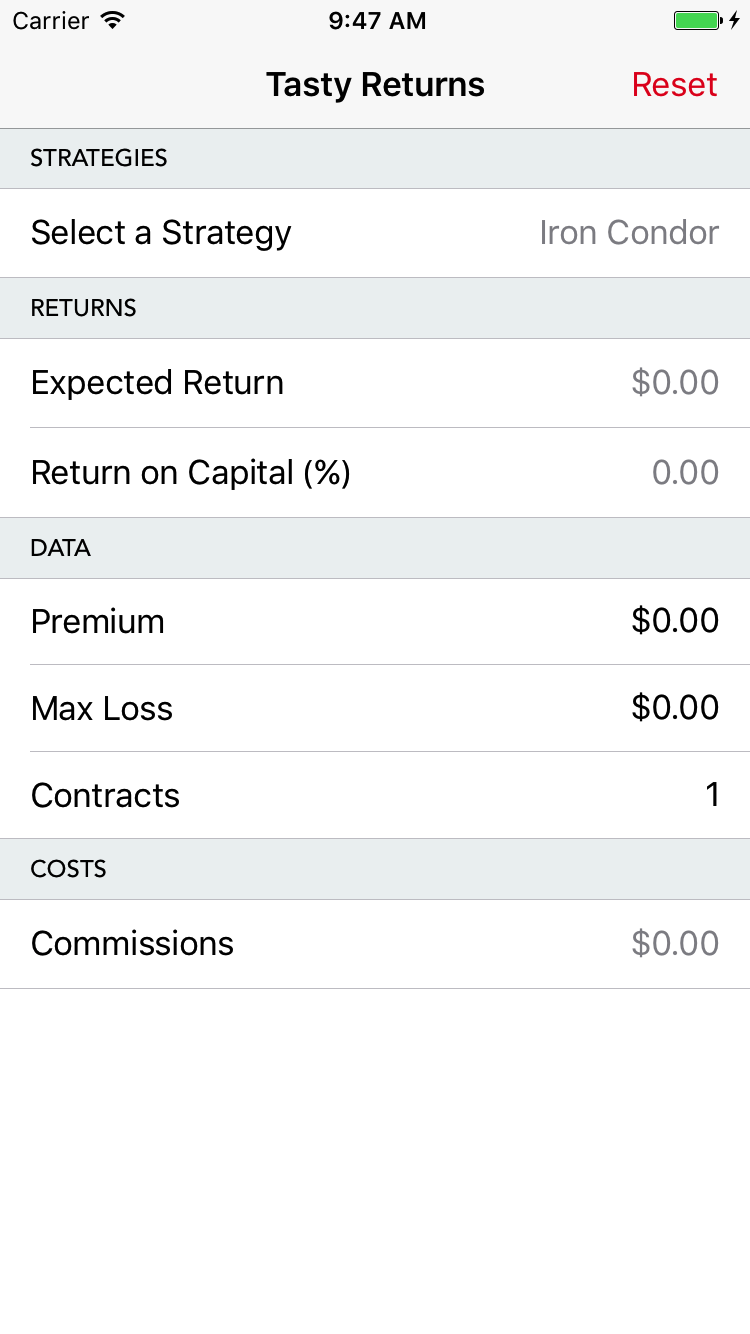 Carrier 9:47 AM
Tasty Returns Reset
STRATEGIES
Select a Strategy Iron Condor
RETURNS
Expected Return $0.00
Return on Capital (%) 0.00
DATA
Premium $0.00
Max Loss $0.00
Contracts 1
COSTS
Commissions $0.00